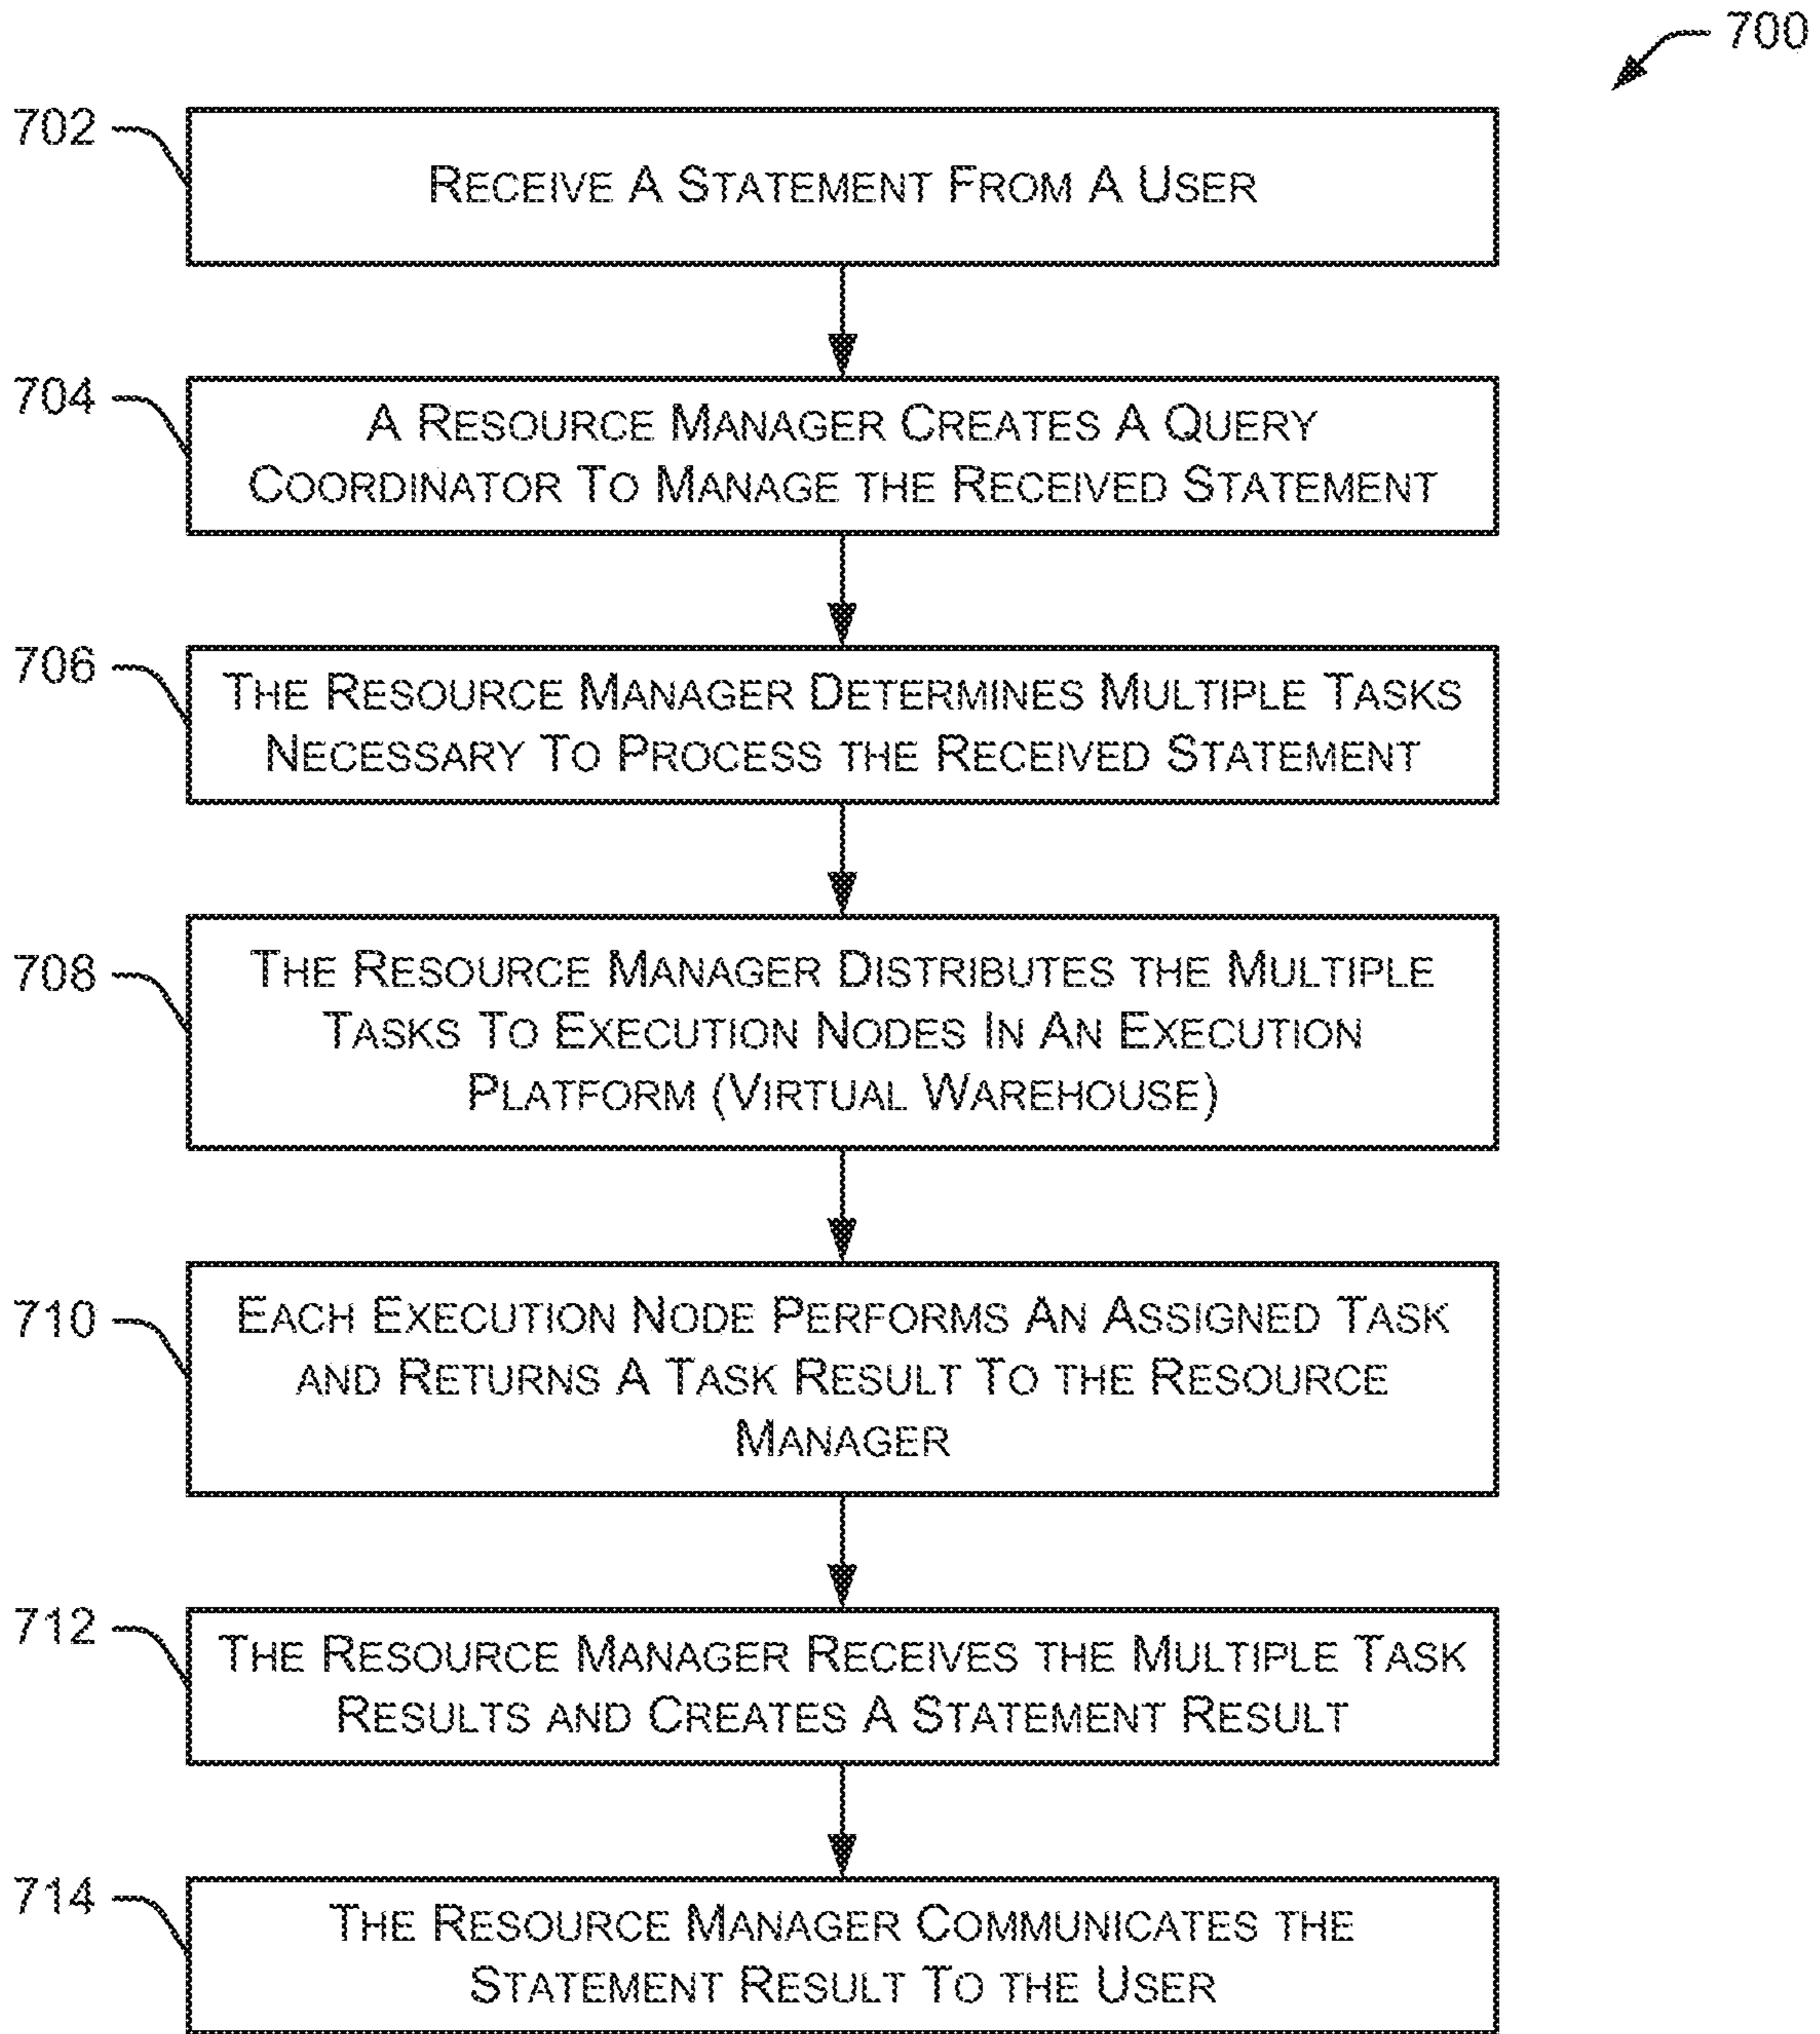 700
702
RECEIVE A STATEMENT FROM A USER
704
A RESOURCE MANAGER CREATES A QUERY
COORDINATOR TO MANAGE THE RECEIVED STATEMENT
706
THE RESOURCE MANAGER DETERMINES MULTIPLE TASKS
NECESSARY TO PROCESS THE RECEIVED STATEMENT
708
THE RESOURCE MANAGER DISTRIBUTES THE MULTIPLE
TASKS TO EXECUTION NODES IN AN EXECUTION
PLATFORM (VIRTUAL WAREHOUSE)
710
EACH EXECUTION NODE PERFORMS AN ASSIGNED TASK
AND RETURNS A TASK RESULT TO THE RESOURCE
MANAGER
712
THE RESOURCE MANAGER RECEIVES THE MULTIPLE TASK
RESULTS AND CREATES A STATEMENT RESULT
714
THE RESOURCE MANAGER COMMUNICATES THE
STATEMENT RESULT TO THE USER